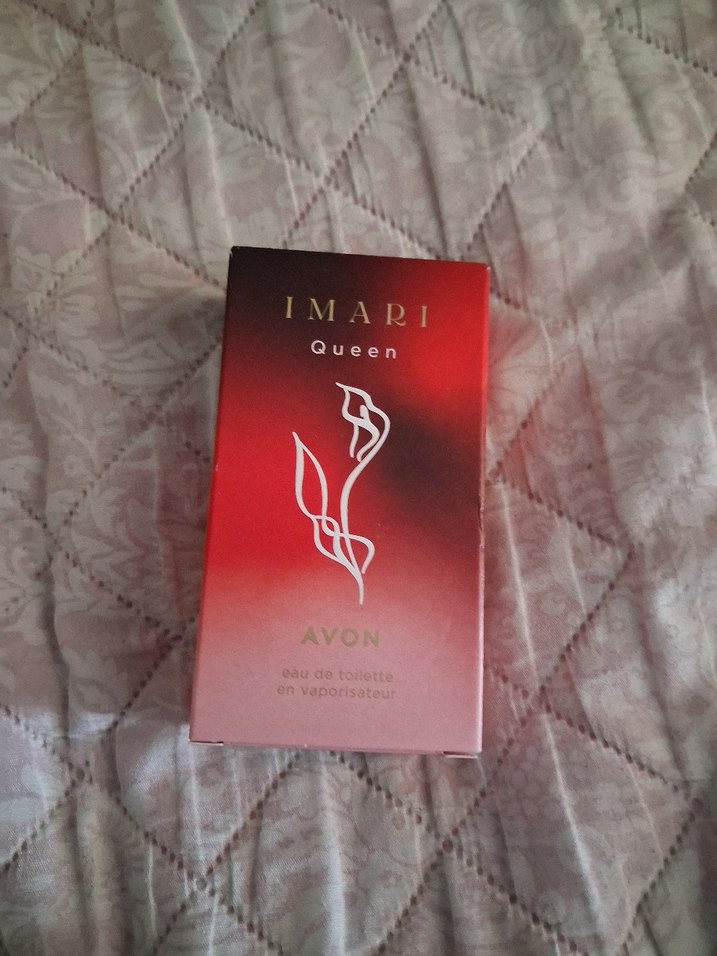 IMARI
Queen
AVON
eau de toilette
en vaporisateur